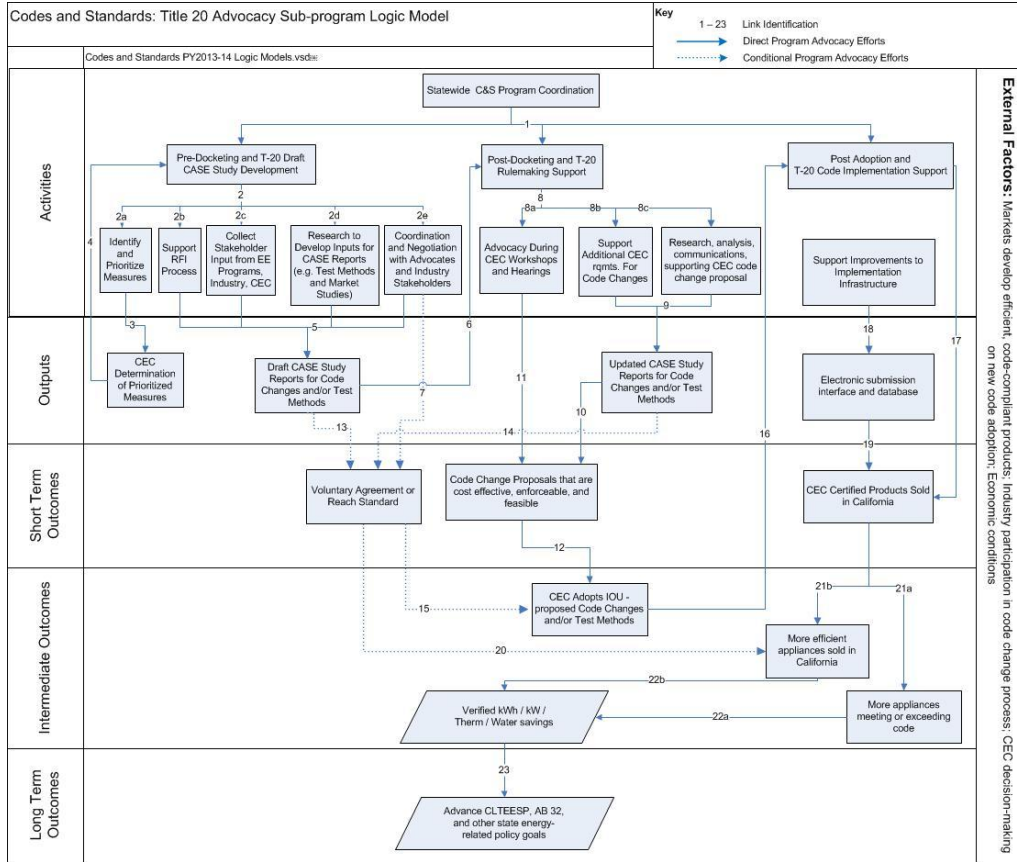 Codes and Standards: Title 20 Advocacy Sub-program Logic Model
Key
1 – 23 Link Identification
Direct Program Advocacy Efforts
Conditional Program Advocacy Efforts
Codes and Standards PY2013-14 Logic Models.vsd
Activities
Statewide C&S Program Coordination
1
Pre-Docketing and T-20 Draft
CASE Study Development
Post-Docketing and T-20
Rulemaking Support
Post Adoption and
T-20 Code Implementation Support
2
8
2a
2b
2c
2d
2e
8a
8b
8c
4
Identify
and
Prioritize
Measures
Support
RFI
Process
Collect
Stakeholder
Input from EE
Programs,
Industry, CEC
Research to
Develop Inputs for
CASE Reports
(e.g. Test Methods
and Market
Studies)
Coordination
and Negotiation
with Advocates
and Industry
Stakeholders
Advocacy During
CEC Workshops
and Hearings
Support
Additional CEC
rqmts. For
Code Changes
Research, analysis,
communications,
supporting CEC code
change proposal
Support Improvements to
Implementation
Infrastructure
9
3
5
6
18
17
Outputs
CEC
Determination
of Prioritized
Measures
Draft CASE Study
Reports for Code
Changes and/or Test
Methods
Updated CASE Study
Reports for Code
Changes and/or Test
Methods
Electronic submission
interface and database
7
11
10
13
14
16
19
Short Term
Outcomes
Voluntary Agreement or
Reach Standard
Code Change Proposals that are
cost effective, enforceable, and
feasible
CEC Certified Products Sold
in California
12
Intermediate Outcomes
CEC Adopts IOU -
proposed Code Changes
and/or Test Methods
15
20
21b
21a
More efficient
appliances sold in
California
22b
Verified kWh / kW /
Therm / Water savings
22a
More appliances
meeting or exceeding
code
23
Long Term
Outcomes
Advance CLTEESP, AB 32,
and other state energy-
related policy goals
External Factors: Markets develop efficient, code-compliant products; Industry participation in code change process; CEC decision-making
on new code adoption; Economic conditions